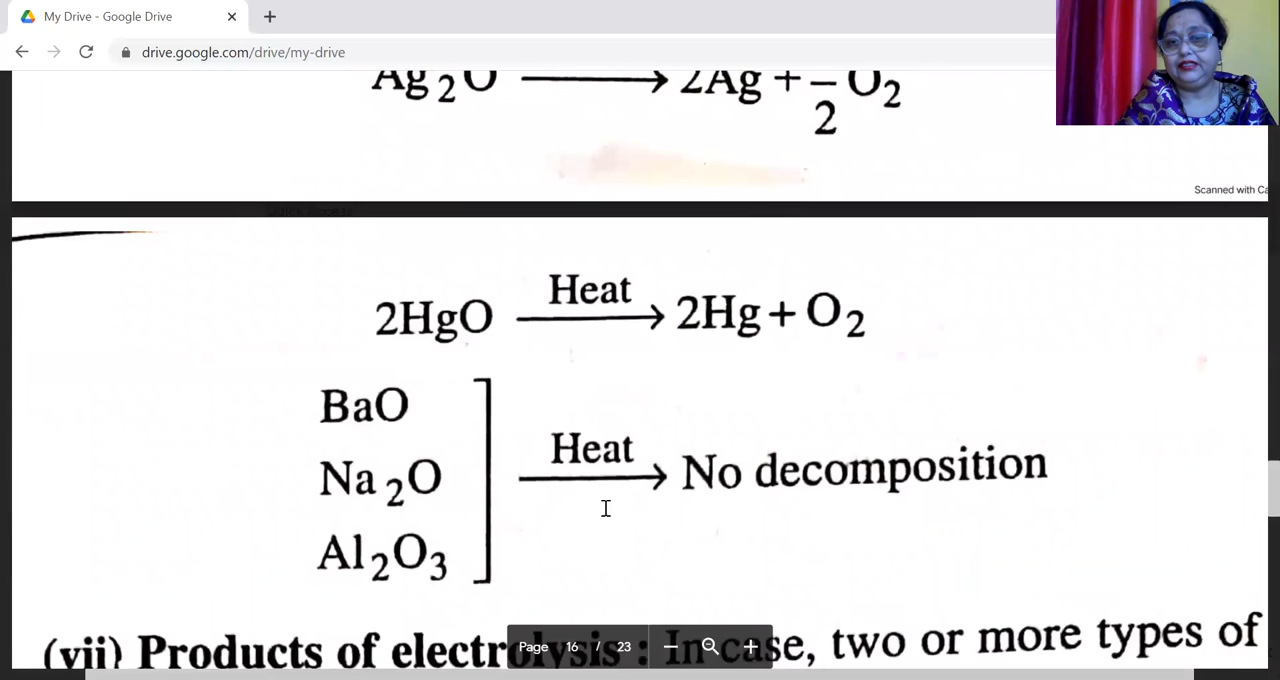 My Drive - Google Drive
drive.google.com/drive/my-drive
Ag2O ⟶ 2Ag + 1/2 O2
Scanned with Ca
2HgO Heat⟶ 2Hg + O2
BaO
Na2O Heat⟶ No decomposition
Al2O3
(vii) Products of electrolysis : In case, two or more types of
Page 16 / 23